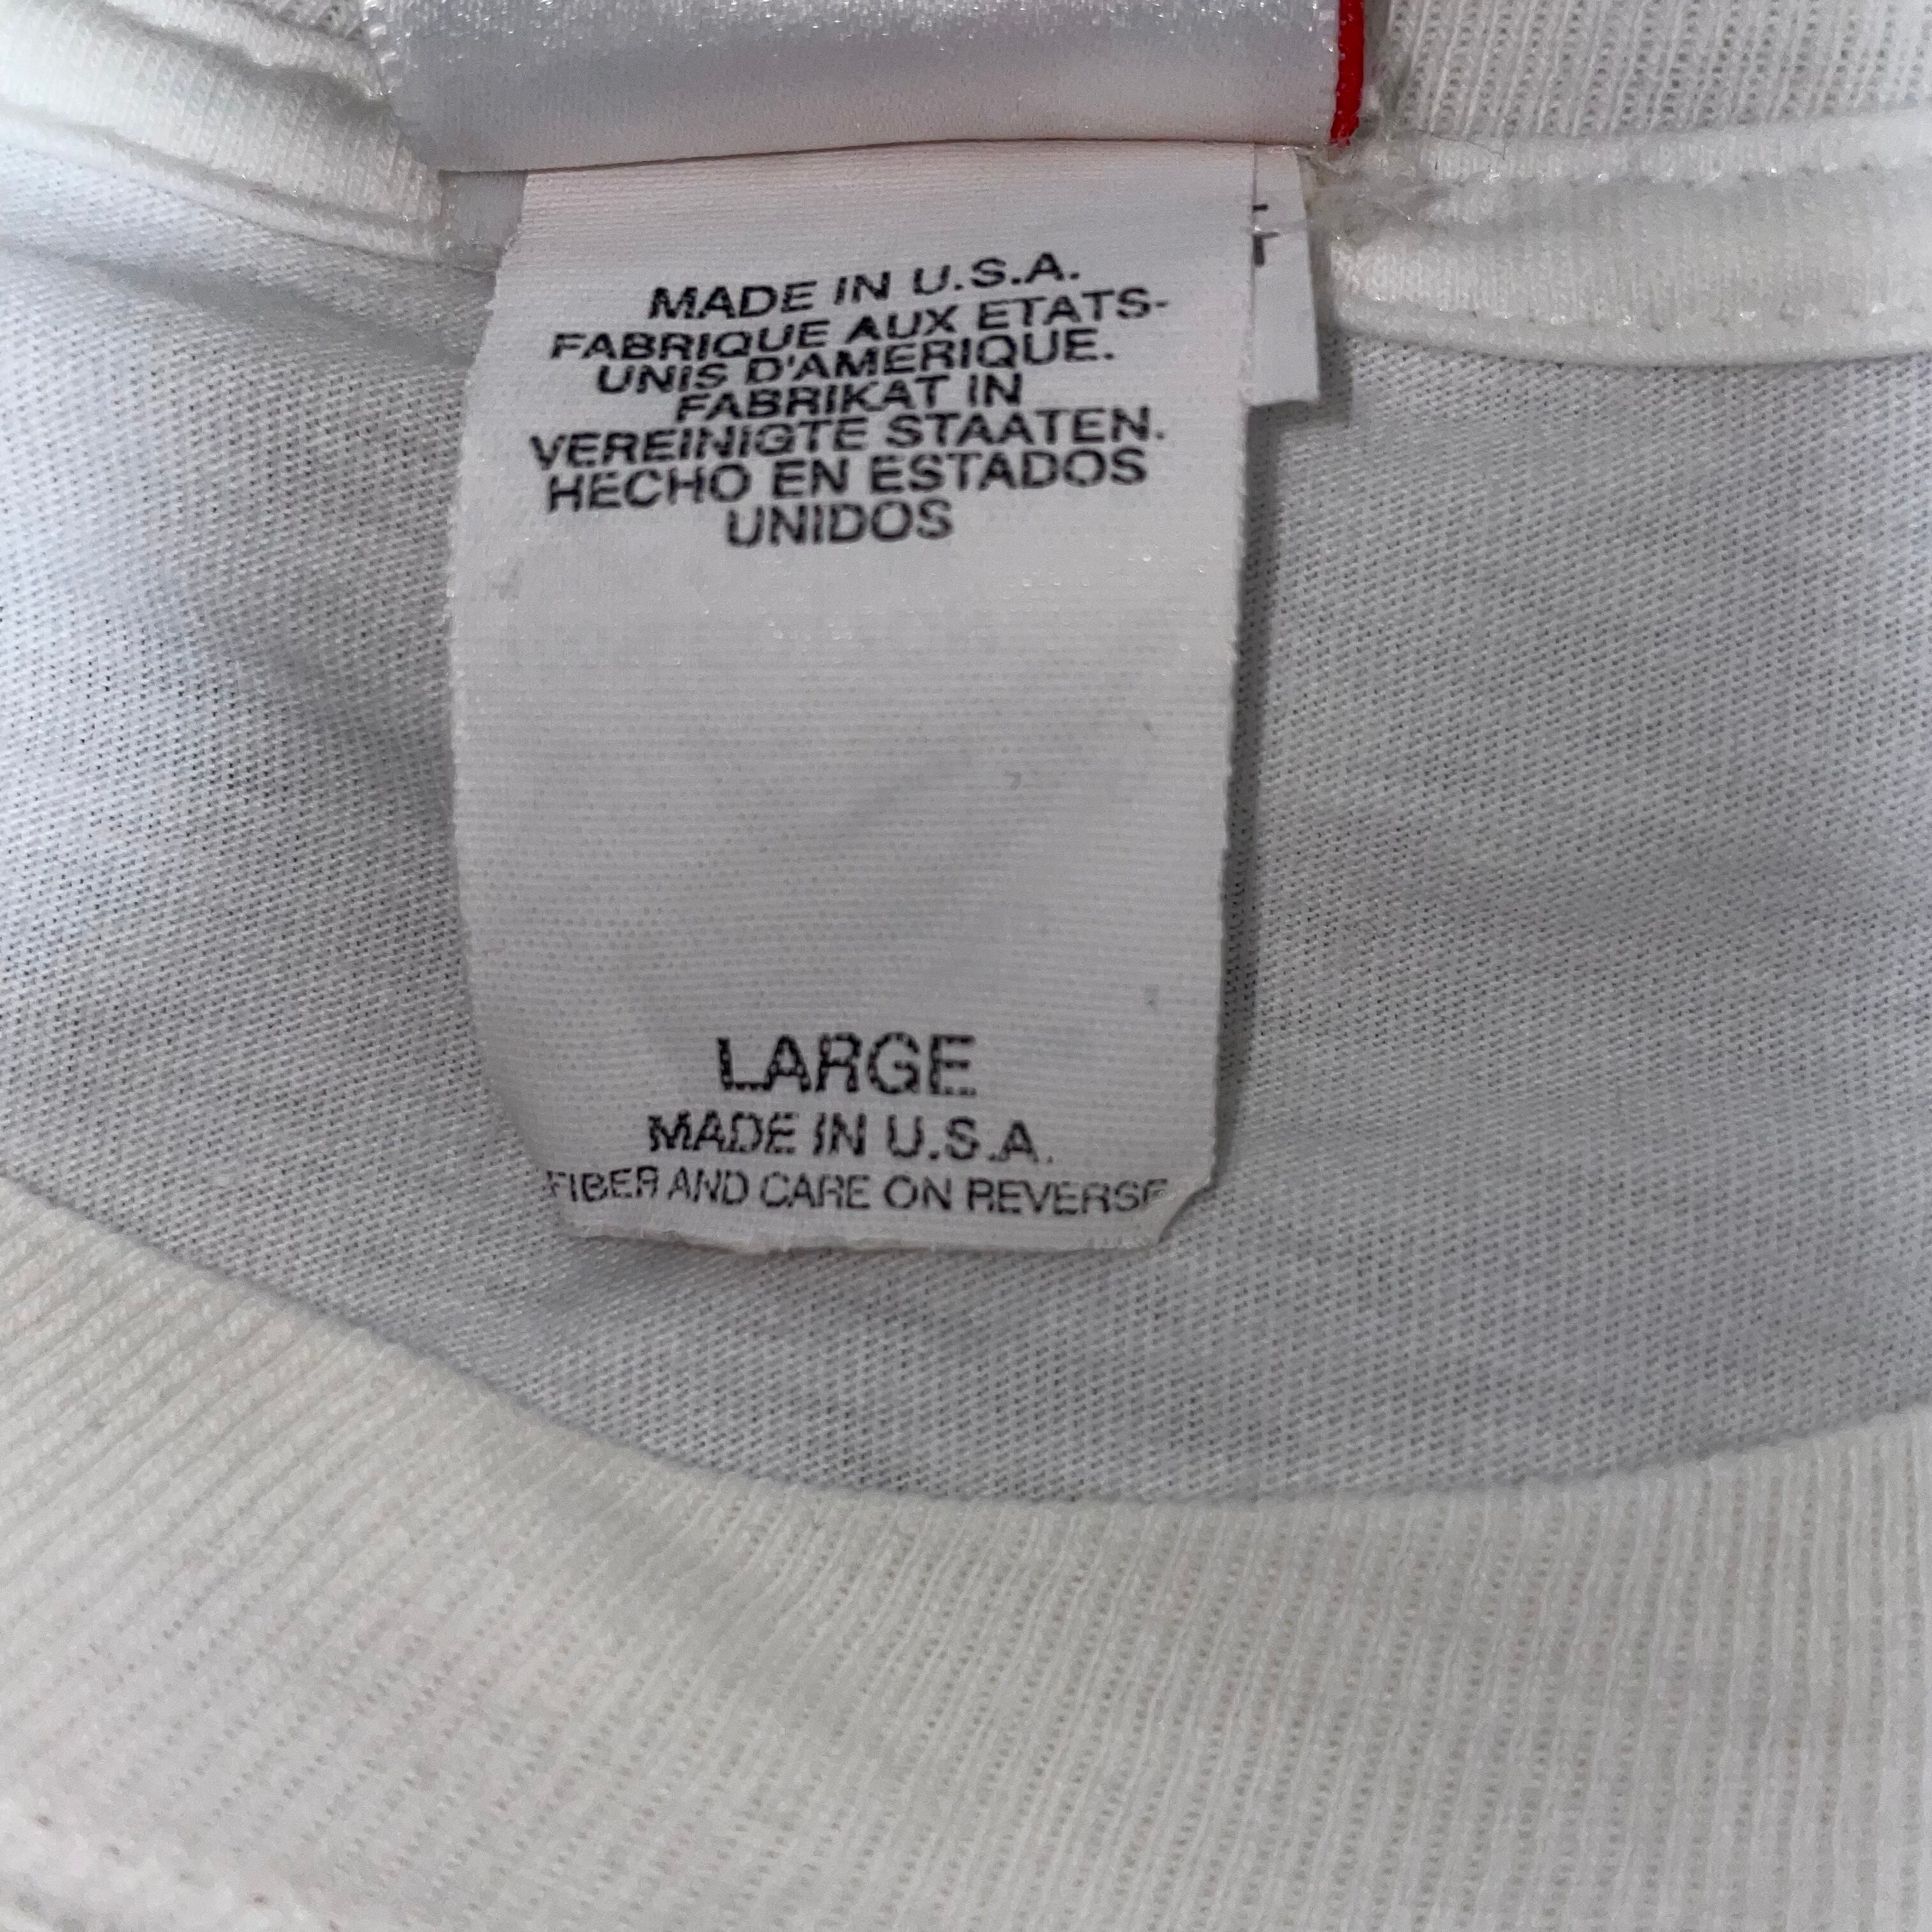 MADE IN U.S.A.
FABRIQUE AUX ETATS-
UNIS D'AMERIQUE.
FABRIKAT IN
VEREINIGTE STAATEN.
HECHO EN ESTADOS
UNIDOS
LARGE
MADE IN U.S.A.
FIBER AND CARE ON REVERSE